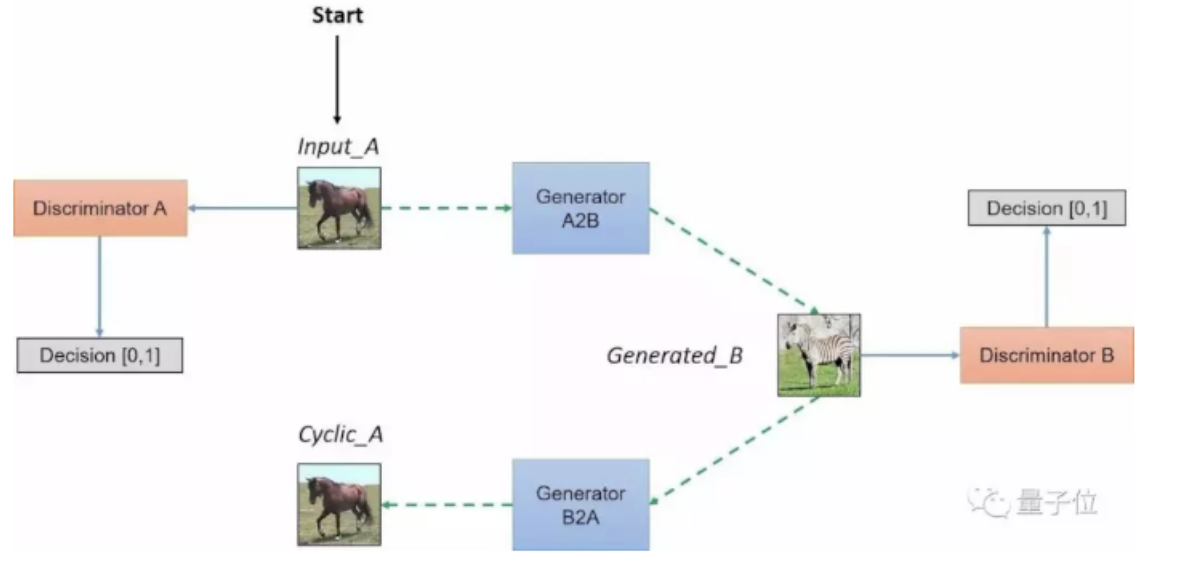 Start
Input_A
Discriminator A
Generator
A2B
Decision [0,1]
Decision [0,1]
Generated_B
Discriminator B
Cyclic_A
Generator
B2A
量子位